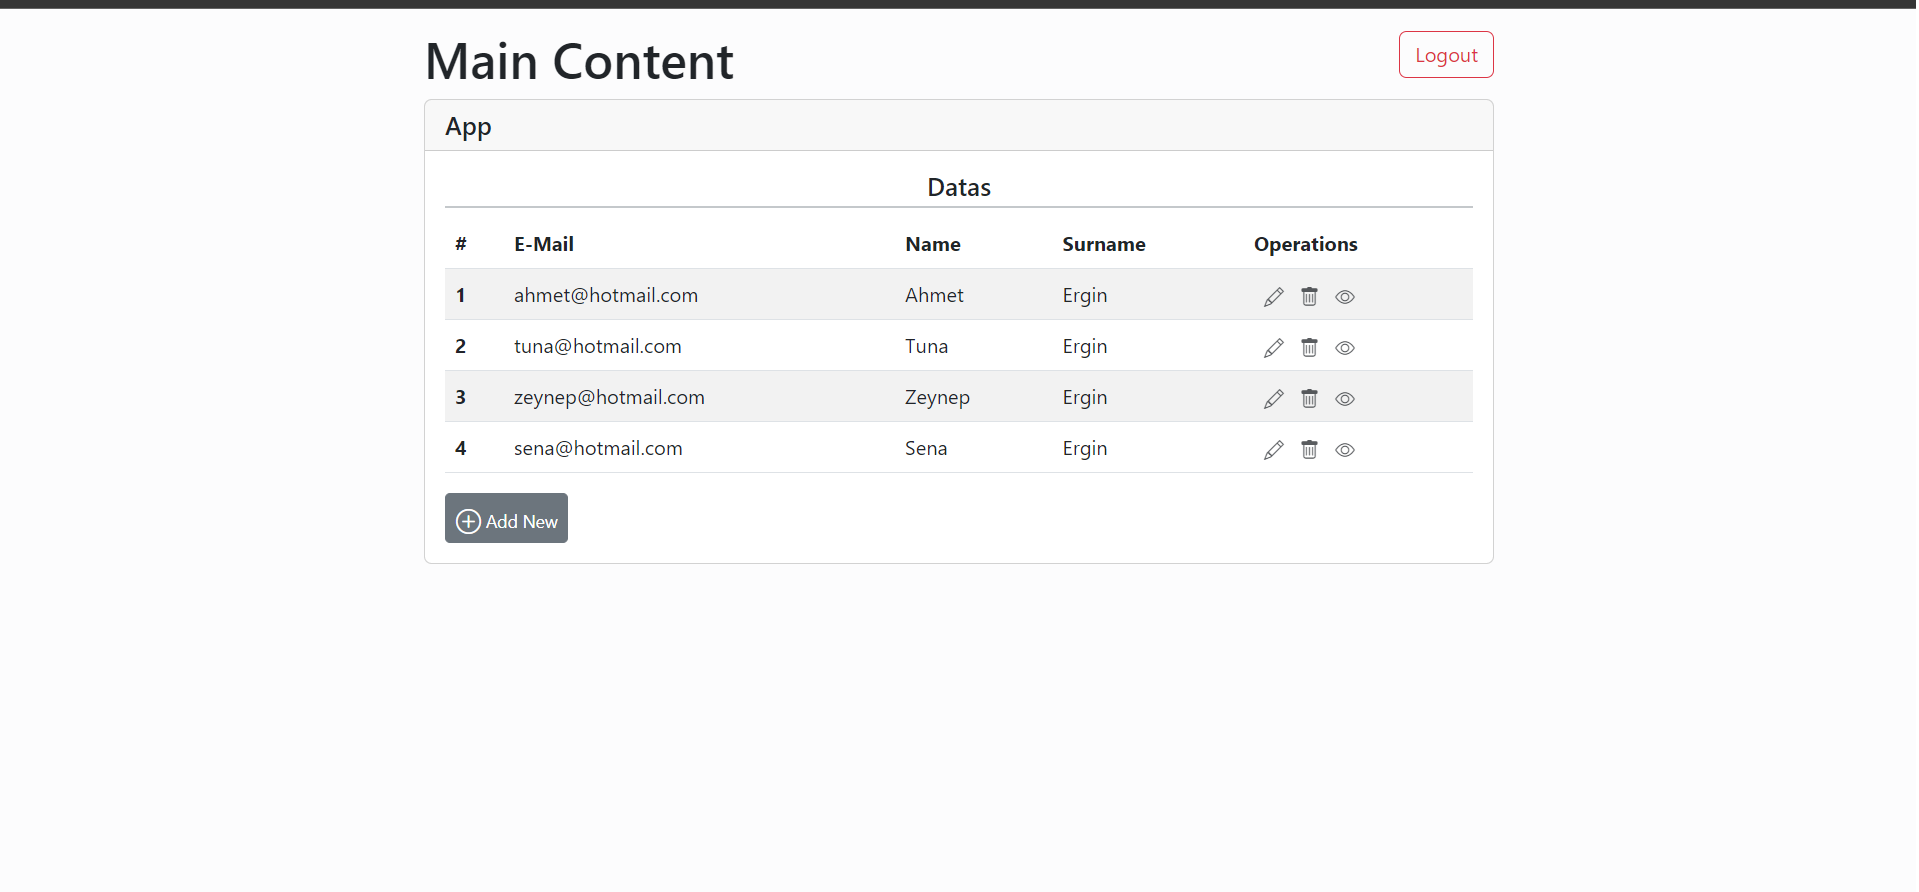 Main Content
Logout
App
Datas
# E-Mail Name Surname Operations
1 ahmet@hotmail.com Ahmet Ergin
2 tuna@hotmail.com Tuna Ergin
3 zeynep@hotmail.com Zeynep Ergin
4 sena@hotmail.com Sena Ergin
Add New